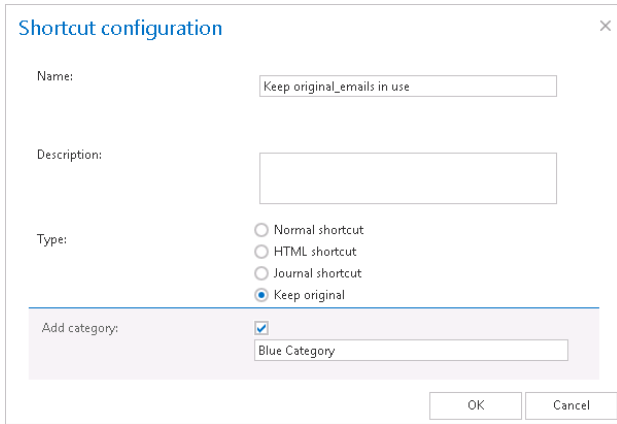 Shortcut configuration
Name:
Keep original_emails in use
Description:
Type:
Normal shortcut
HTML shortcut
Journal shortcut
Keep original
Add category:
Blue Category
OK
Cancel